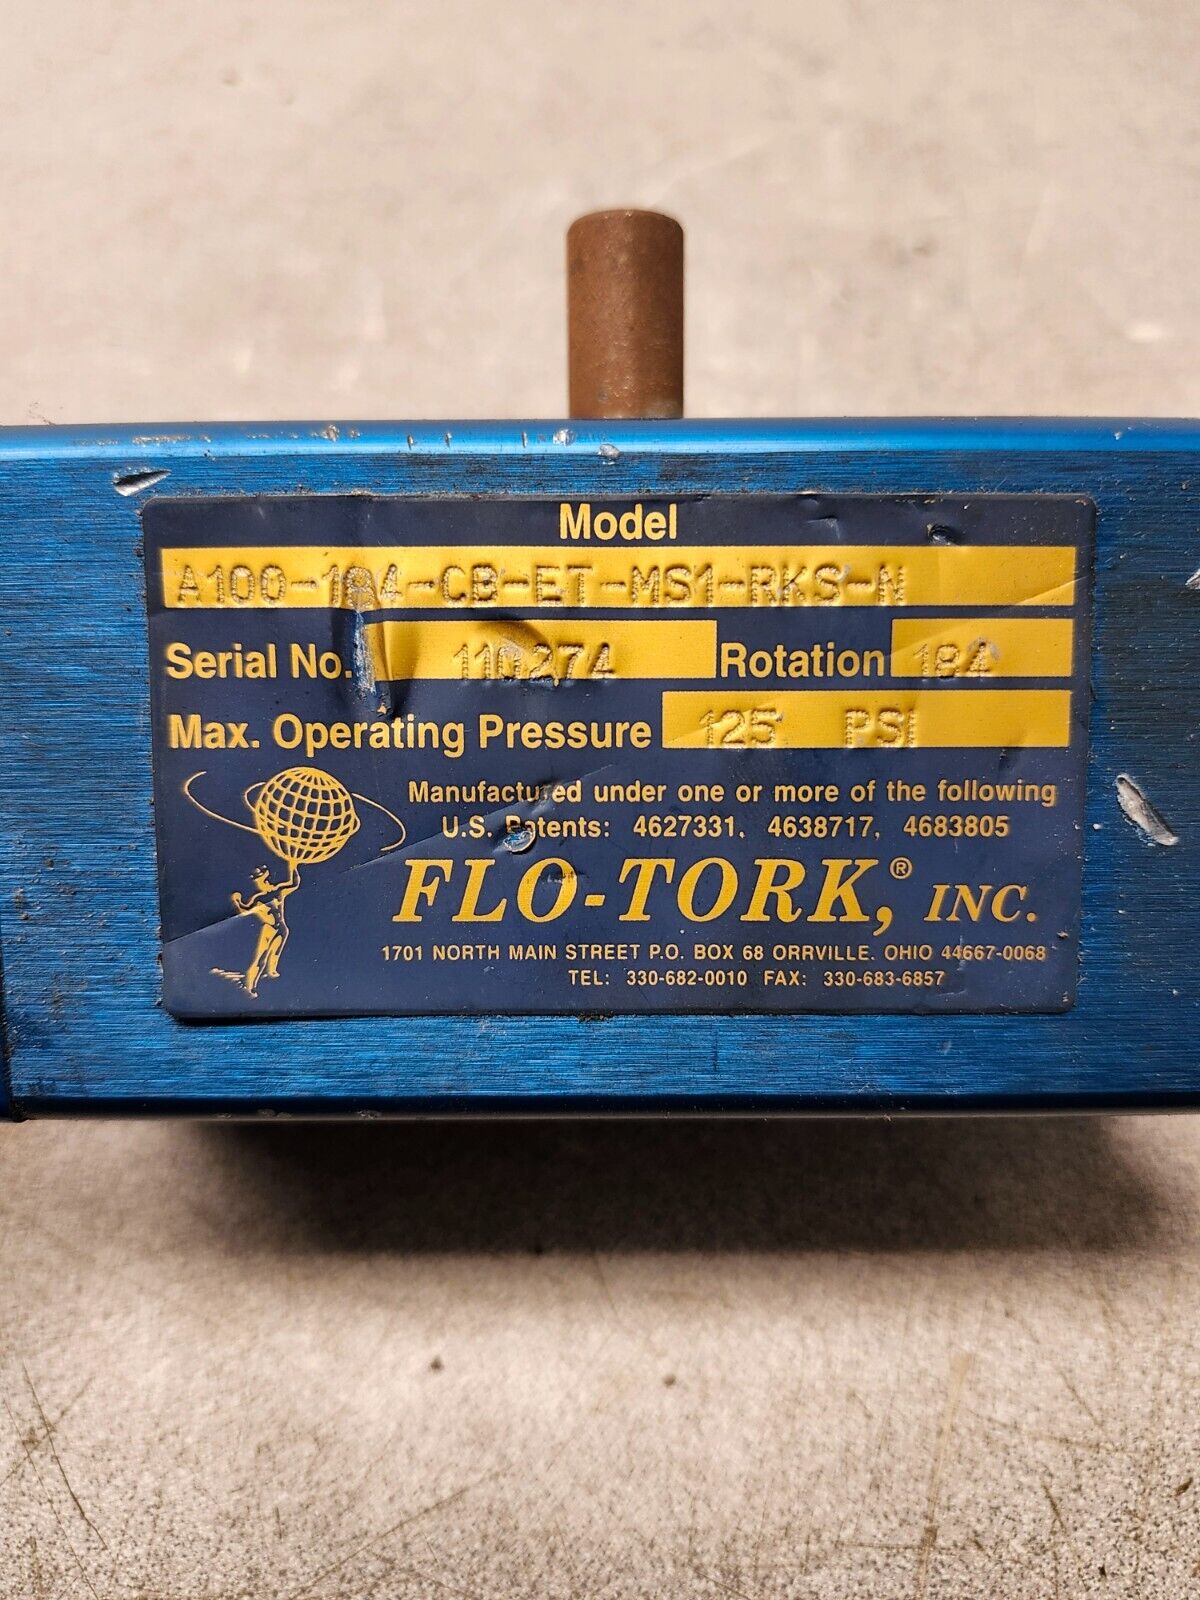 Model
A100-184-CB-ET-MS1-RKS-N
Serial No. 110274 Rotation 184
Max. Operating Pressure 125 PSI
Manufactured under one or more of the following
U.S. Patents: 4627331, 4638717, 4683805
FLO-TORK,® INC.
1701 NORTH MAIN STREET P.O. BOX 68 ORRVILLE, OHIO 44667-0068
TEL: 330-682-0010 FAX: 330-683-6857